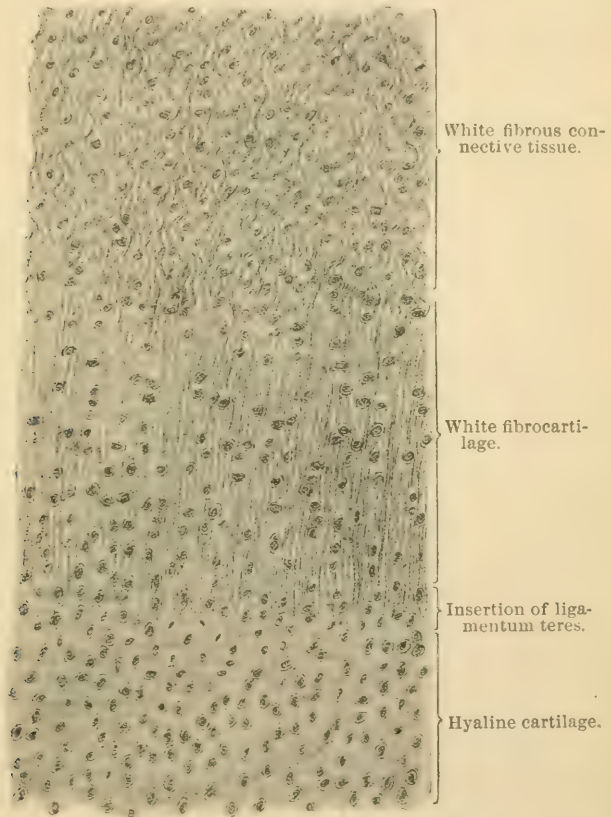 White fibrous con-
nective tissue.
White fibrocarti-
lage.
Insertion of liga-
mentum teres.
Hyaline cartilage.